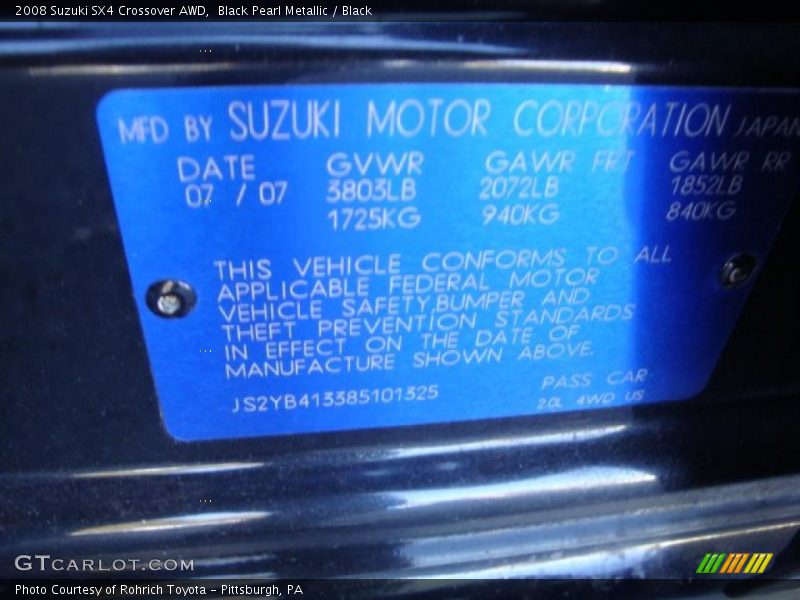 2008 Suzuki SX4 Crossover AWD,  Black Pearl Metallic / Black
MFD BY SUZUKI MOTOR CORPORATION JAPAN
DATE GVWR GAWR FRT GAWR RR
07 / 07 3803LB 2072LB 1852LB
1725KG 940KG 840KG
THIS VEHICLE CONFORMS TO ALL
APPLICABLE FEDERAL MOTOR
VEHICLE SAFETY,BUMPER AND
THEFT PREVENTION STANDARDS
IN EFFECT ON THE DATE OF
MANUFACTURE SHOWN ABOVE.
JS2YB413385101325 PASS CAR
2.0L 4WD US
GTCARLOT.COM
Photo Courtesy of Rohrich Toyota - Pittsburgh, PA